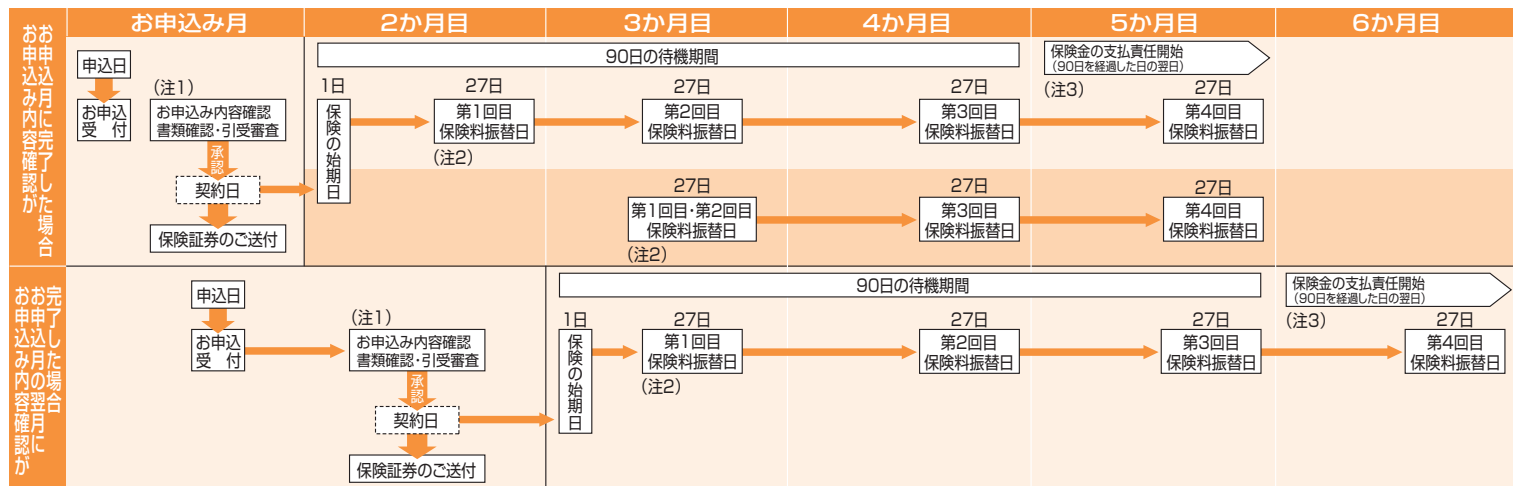 お申込み月 2か月目 3か月目 4か月目 5か月目 6か月目
お申込み内容確認が
お申込月に完了した場合
申込日
お申込
受 付
(注1)
お申込み内容確認
書類確認・引受審査
承認
契約日
保険証券のご送付
90日の待機期間
1日
保険の始期日
27日
第1回目
保険料振替日
(注2)
27日
第2回目
保険料振替日
27日
第3回目
保険料振替日
保険金の支払責任開始
(90日を経過した日の翌日)
(注3)
27日
第4回目
保険料振替日
27日
第1回目・第2回目
保険料振替日
(注2)
27日
第3回目
保険料振替日
27日
第4回目
保険料振替日
お申込み内容確認が
お申込月の翌月に
完了した場合
申込日
お申込
受 付
(注1)
お申込み内容確認
書類確認・引受審査
承認
契約日
保険証券のご送付
90日の待機期間
1日
保険の始期日
27日
第1回目
保険料振替日
(注2)
27日
第2回目
保険料振替日
27日
第3回目
保険料振替日
保険金の支払責任開始
(90日を経過した日の翌日)
(注3)
27日
第4回目
保険料振替日